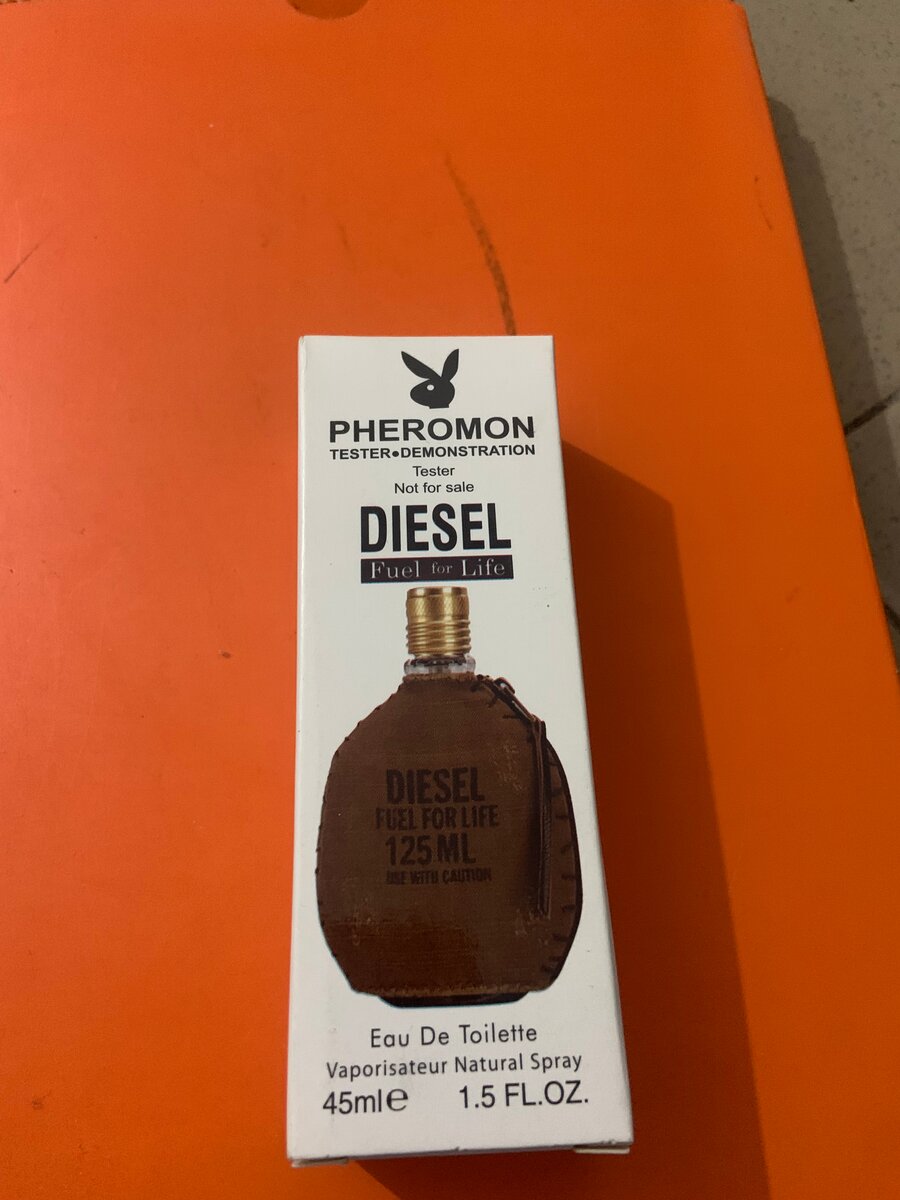 PHEROMON
TESTER●DEMONSTRATION
Tester
Not for sale
DIESEL
Fuel for Life
DIESEL
FUEL FOR LIFE
125 ML
USE WITH CAUTION
Eau De Toilette
Vaporisateur Natural Spray
45ml℮ 1.5 FL.OZ.